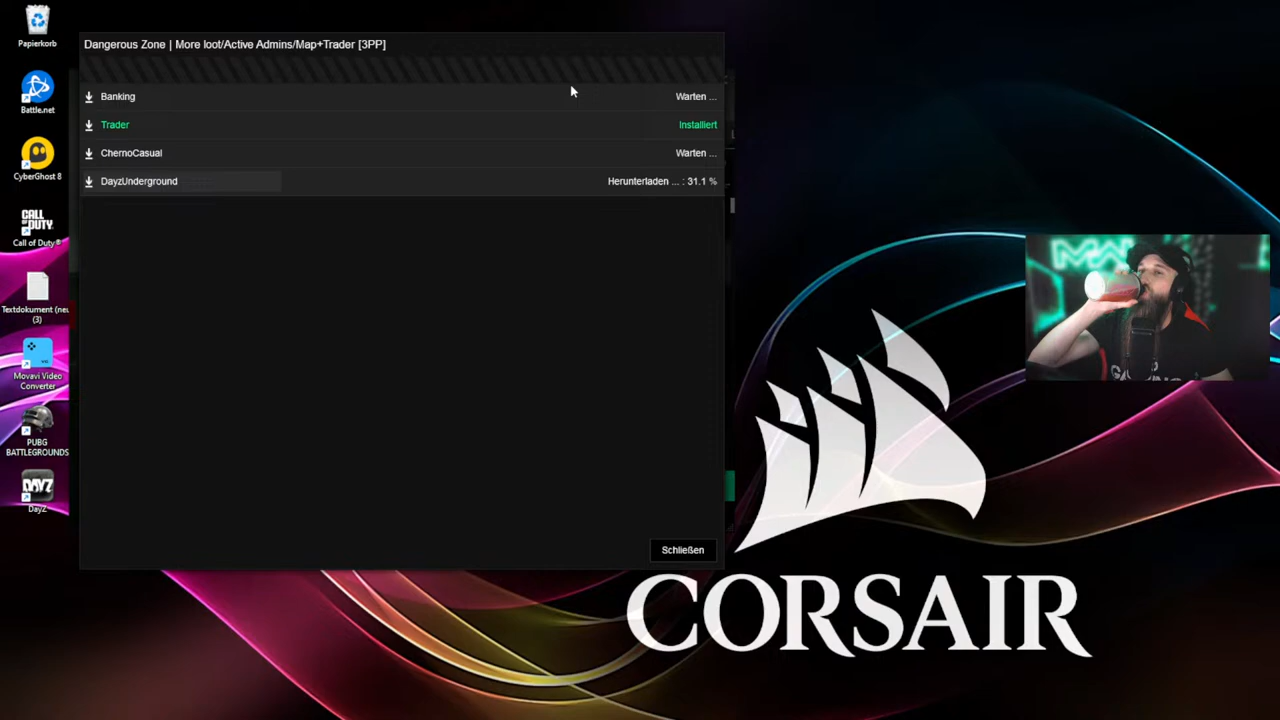 Papierkorb
Battle.net
CyberGhost 8
CALL OF DUTY
Call of Duty®
Textdokument (neu
(3)
Movavi Video
Converter
PUBG
BATTLEGROUNDS
DAYZ
DayZ
Dangerous Zone | More loot/Active Admins/Map+Trader [3PP]
Banking Warten ...
Trader Installiert
ChernoCasual Warten ...
DayzUnderground Herunterladen ... : 31.1 %
Schließen
CORSAIR